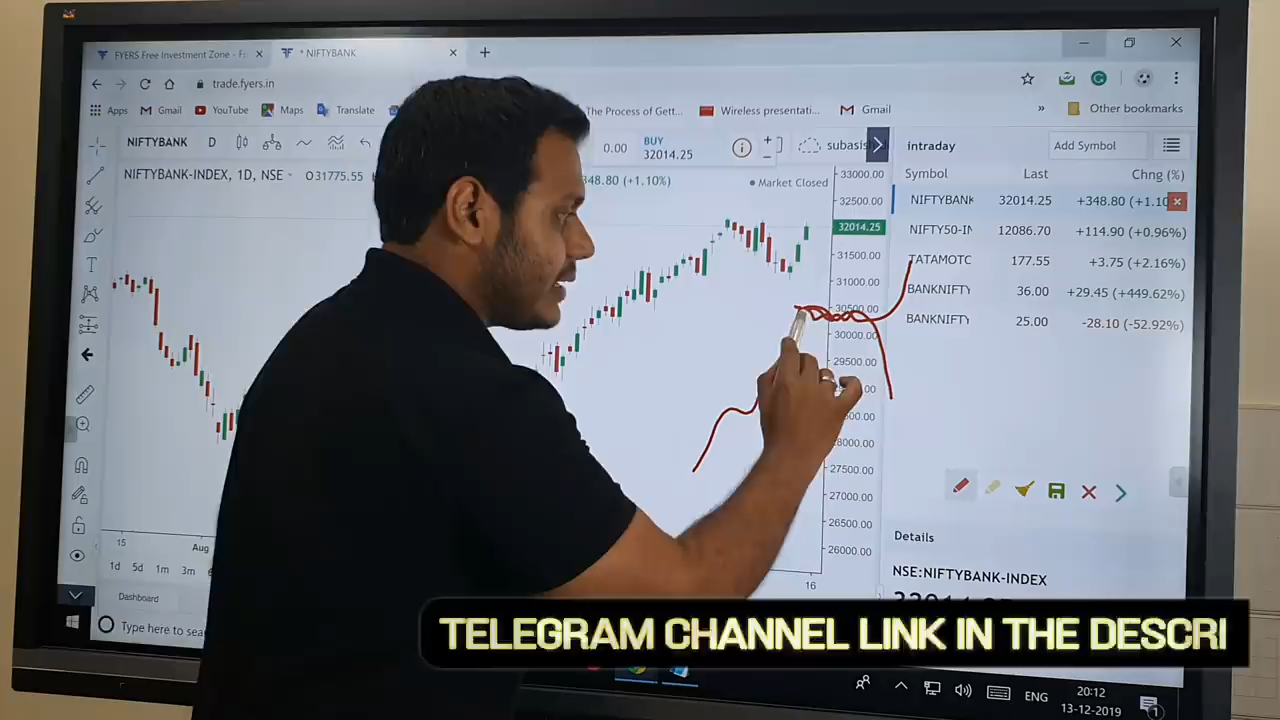 FYERS Free Investment Zone - F
* NIFTYBANK
trade.fyers.in
Apps
Gmail
YouTube
Maps
Translate
The Process of Gett...
Wireless presentati...
Gmail
»
Other bookmarks
NIFTYBANK
D
0.00
BUY
32014.25
subasis
intraday
Add Symbol
NIFTYBANK-INDEX, 1D, NSE
O31775.55
348.80 (+1.10%)
Market Closed
33000.00
32500.00
32014.25
31500.00
31000.00
30500.00
30000.00
29500.00
28000.00
27500.00
27000.00
26500.00
26000.00
Symbol
Last
Chng (%)
NIFTYBANK
32014.25
+348.80 (+1.10
NIFTY50-IN
12086.70
+114.90 (+0.96%)
TATAMOTC
177.55
+3.75 (+2.16%)
BANKNIFTY
36.00
+29.45 (+449.62%)
BANKNIFTY
25.00
-28.10 (-52.92%)
Details
NSE:NIFTYBANK-INDEX
15
Aug
16
1d
5d
1m
3m
Dashboard
Type here to sea
TELEGRAM CHANNEL LINK IN THE DESCRI
ENG
20:12
13-12-2019